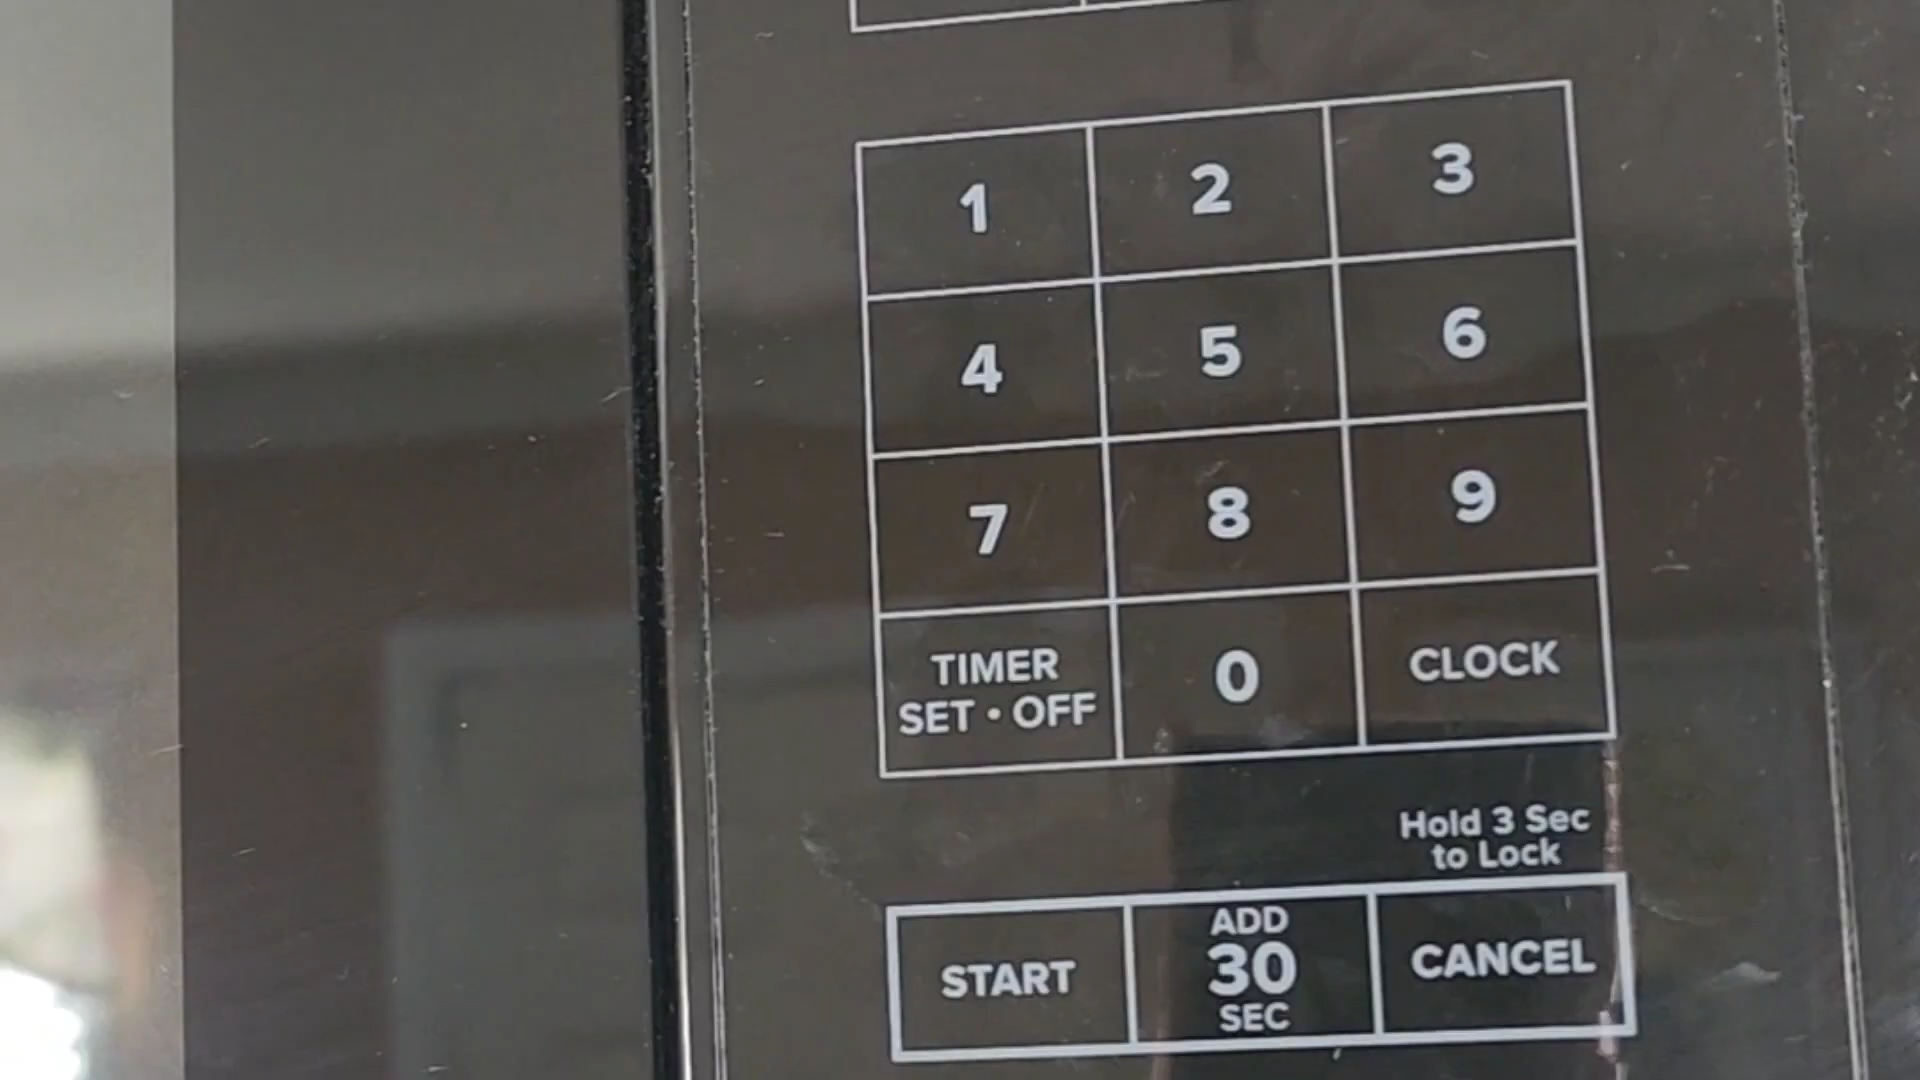 1 2 3
4 5 6
7 8 9
TIMER
SET • OFF
0
CLOCK
Hold 3 Sec
to Lock
START
ADD
30
SEC
CANCEL